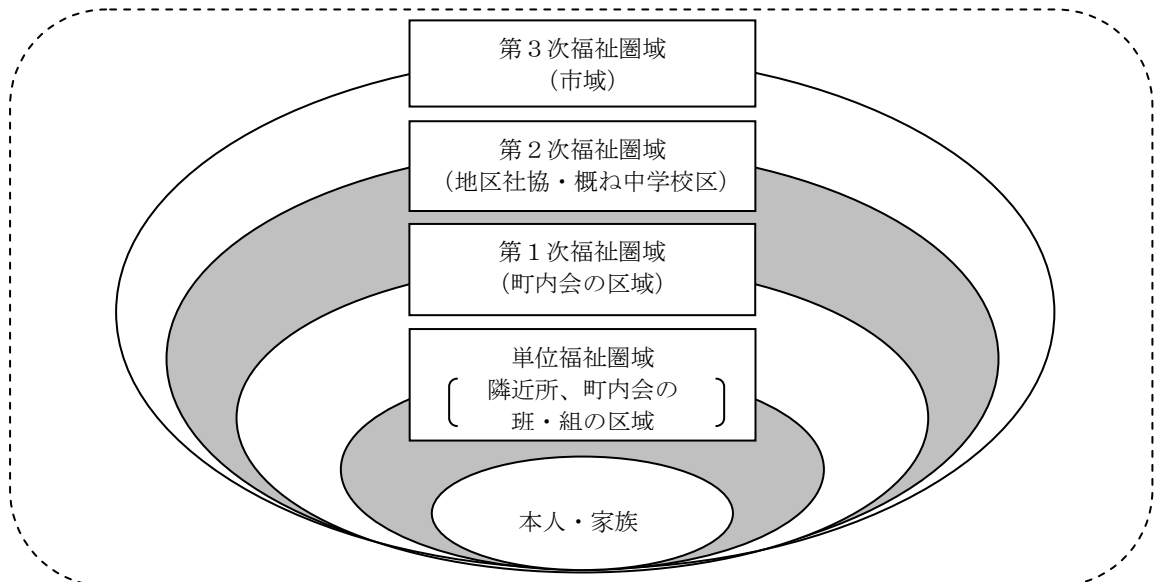 第３次福祉圏域
（市域）
第２次福祉圏域
（地区社協・概ね中学校区）
第１次福祉圏域
（町内会の区域）
単位福祉圏域
隣近所、町内会の
班・組の区域
本人・家族